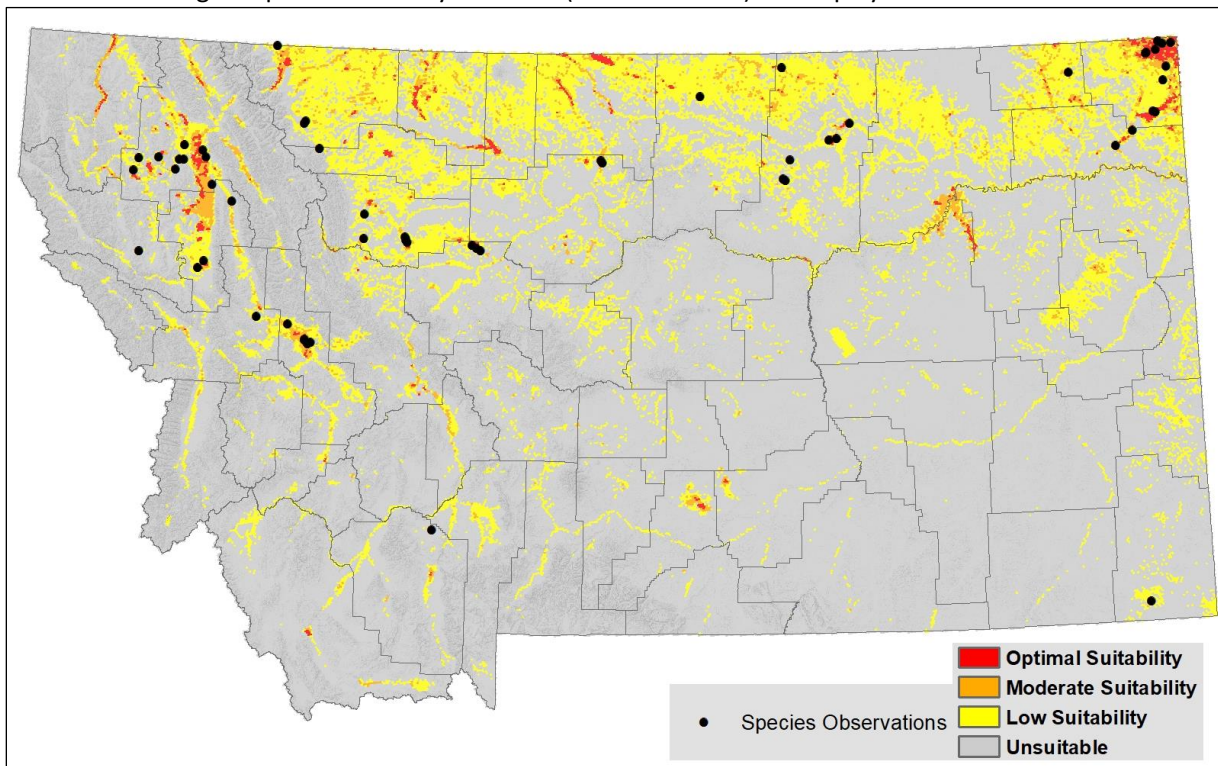 Optimal Suitability
Moderate Suitability
Species Observations
Low Suitability
Unsuitable